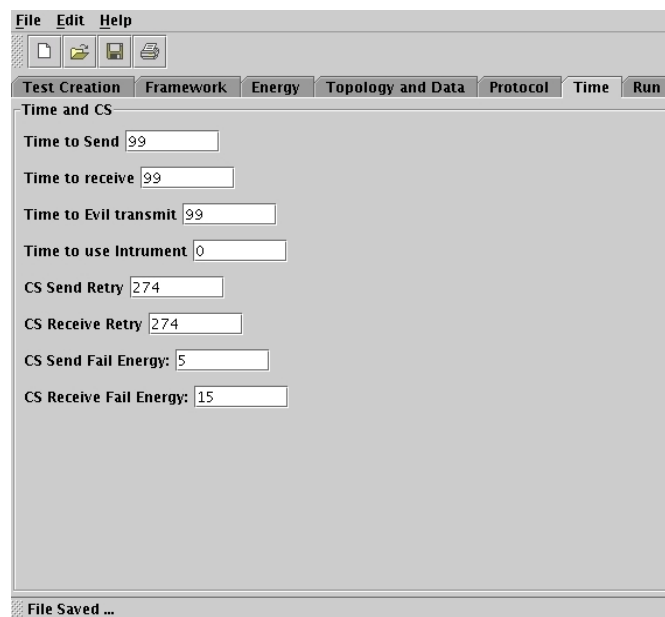 File Edit Help
Test Creation Framework Energy Topology and Data Protocol Time Run
Time and CS
Time to Send 99
Time to receive 99
Time to Evil transmit 99
Time to use Intrument 0
CS Send Retry 274
CS Receive Retry 274
CS Send Fail Energy: 5
CS Receive Fail Energy: 15
File Saved ...